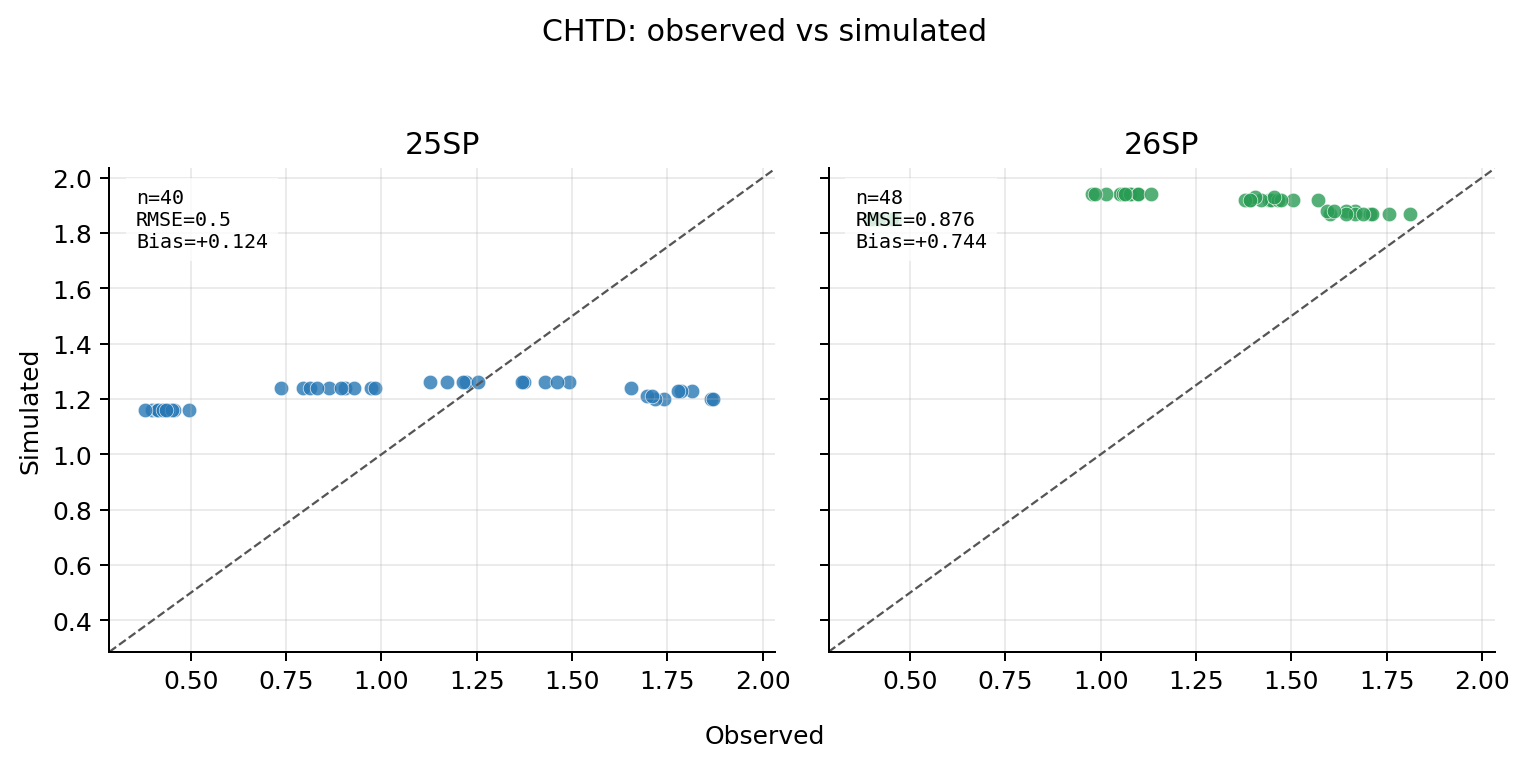 CHTD: observed vs simulated
25SP
n=40
RMSE=0.5
Bias=+0.124
2.0
1.8
1.6
1.4
1.2
1.0
0.8
0.6
0.4
Simulated
0.50 0.75 1.00 1.25 1.50 1.75 2.00
26SP
n=48
RMSE=0.876
Bias=+0.744
0.50 0.75 1.00 1.25 1.50 1.75 2.00
Observed